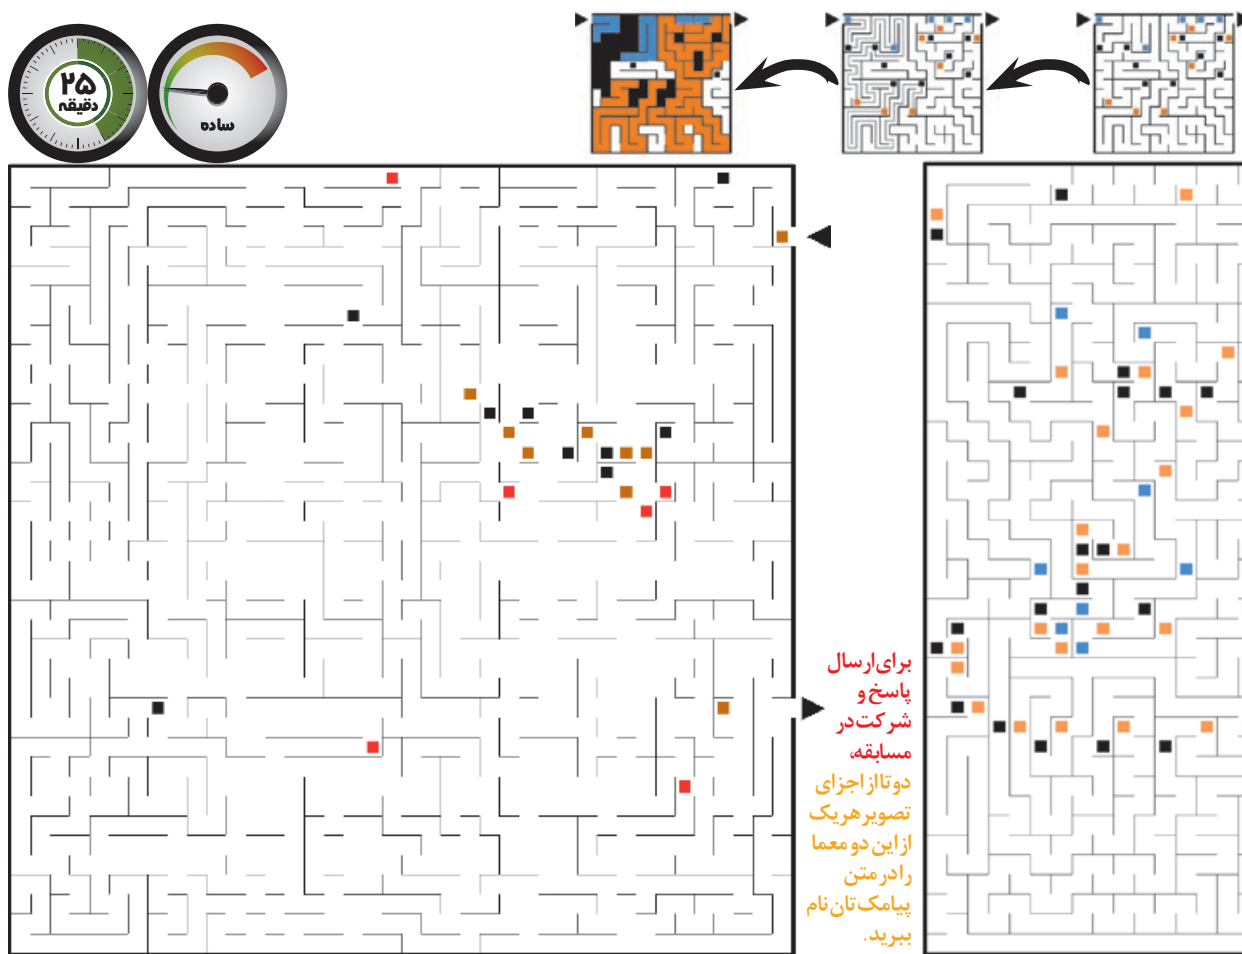 ۲۵
دقیقه
ساده
برای ارسال
پاسخ و
شرکت در
مسابقه،
دو تا از اجزای
تصویر هر یک
از این دو معما
را در متن
پیامک تان نام
ببرید.